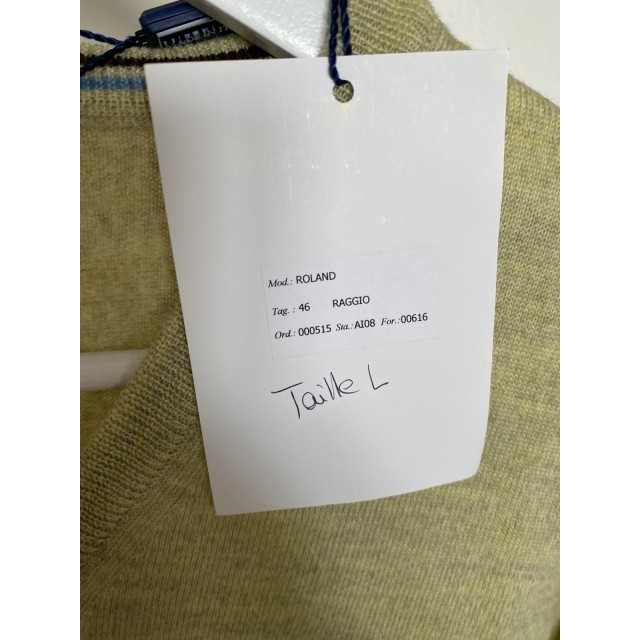 Mod.: ROLAND
Tag. : 46 RAGGIO
Ord.: 000515 Sta.: AI08 For.: 00616
Taille L